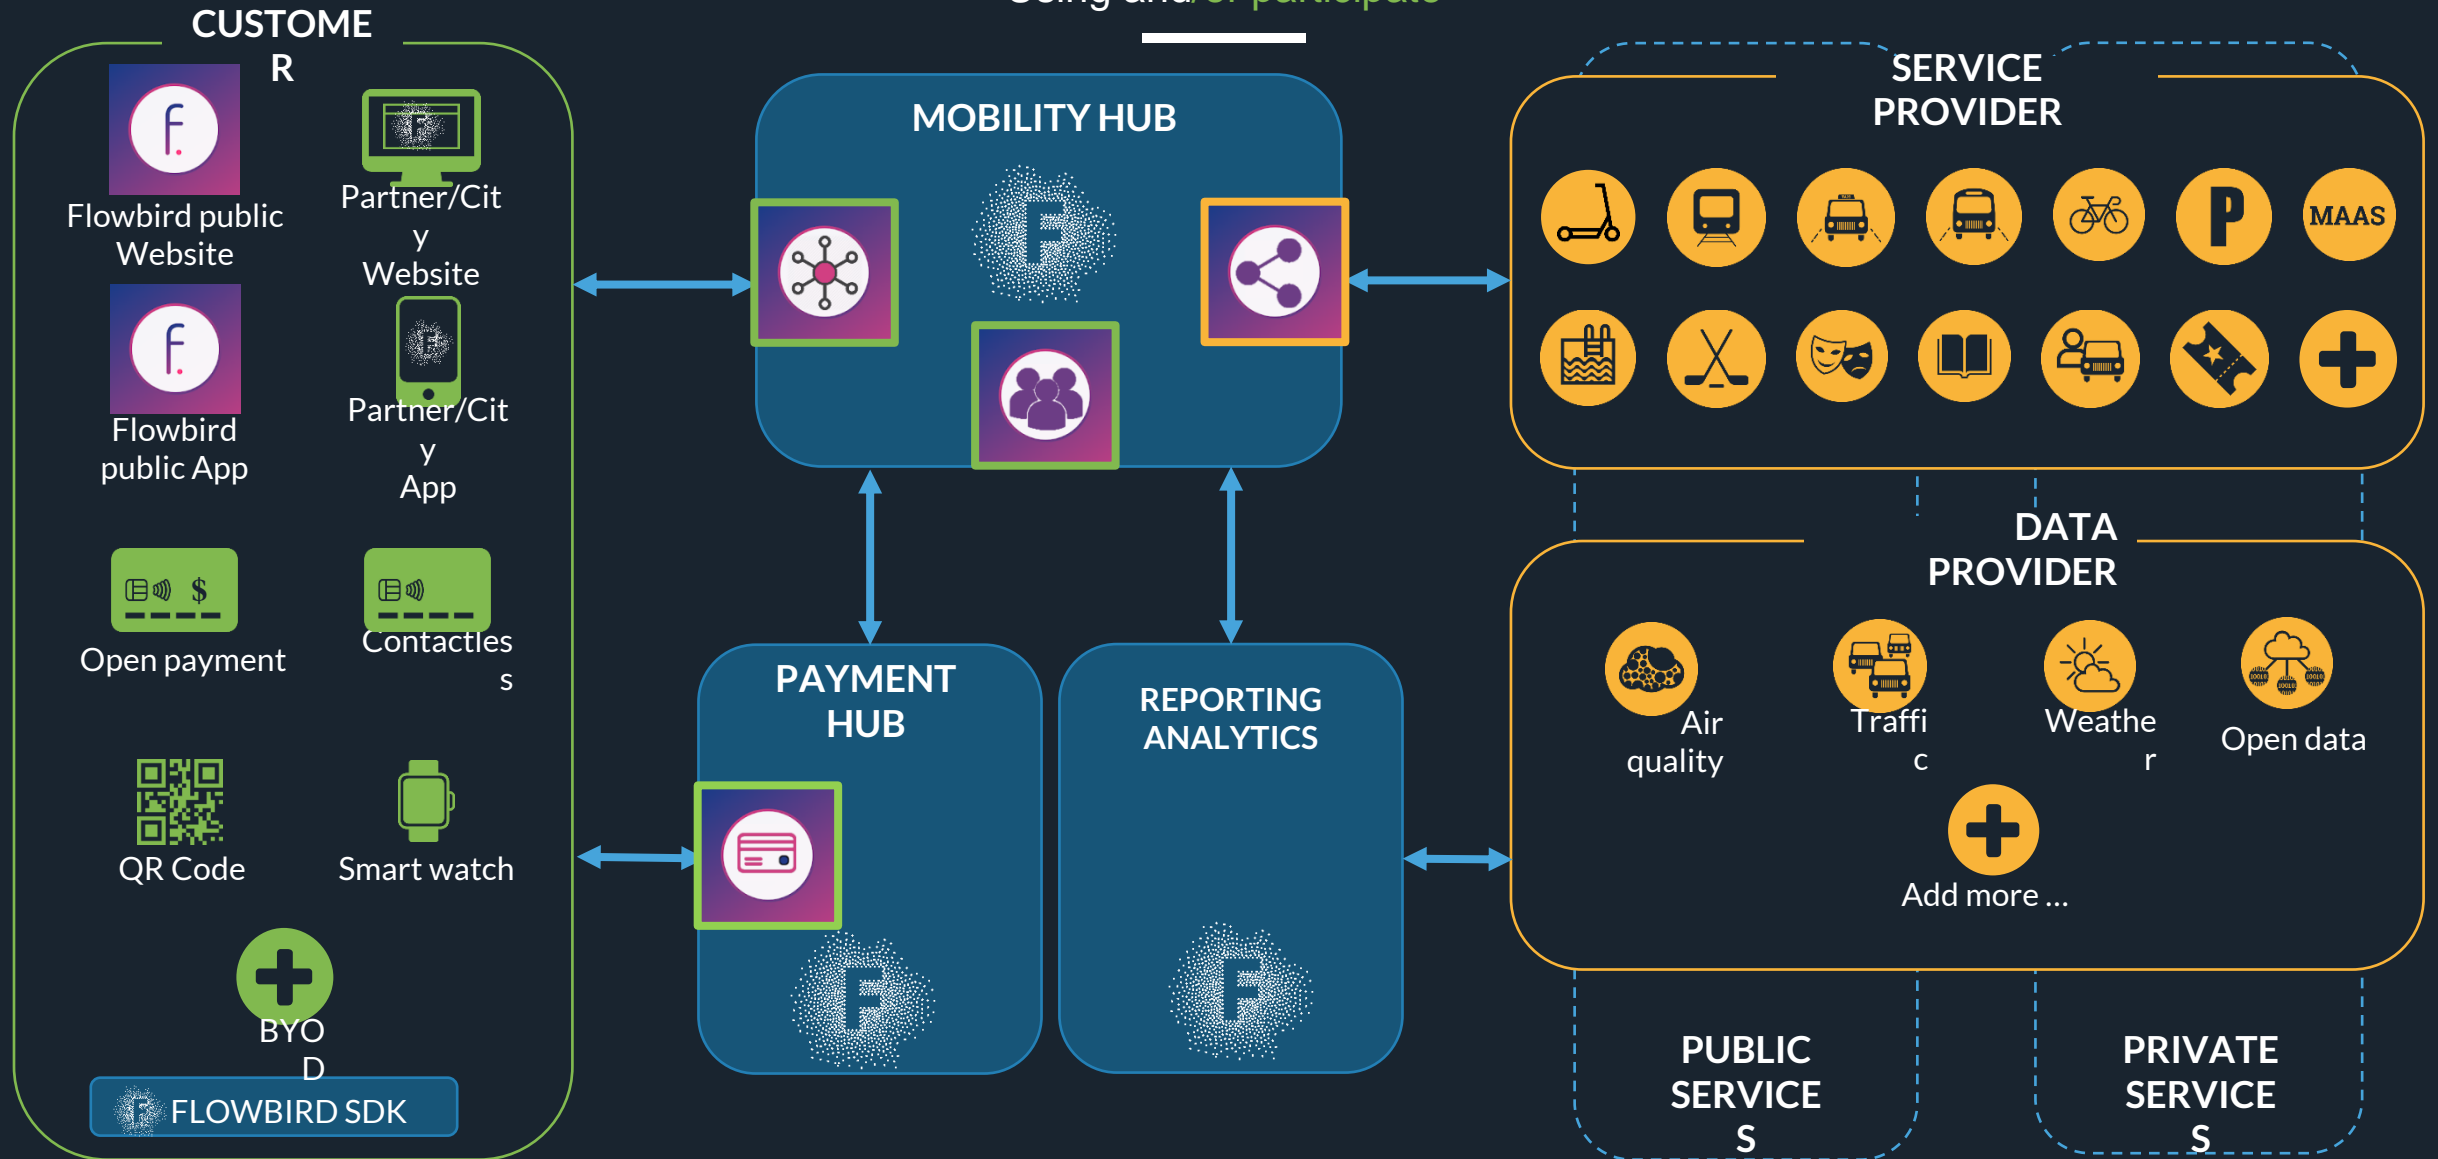 /or participate
CUSTOME
R
Flowbird public
Website
Partner/Cit
y
Website
Flowbird
public App
Partner/Cit
y
App
Open payment
$
Contactles
s
QR Code
Smart watch
BYO
D
FLOWBIRD SDK
MOBILITY HUB
F
PAYMENT
HUB
F
REPORTING
ANALYTICS
F
SERVICE
PROVIDER
P
MAAS
DATA
PROVIDER
Air
quality
Traffi
c
Weathe
r
Open data
Add more ...
PUBLIC
SERVICE
S
PRIVATE
SERVICE
S